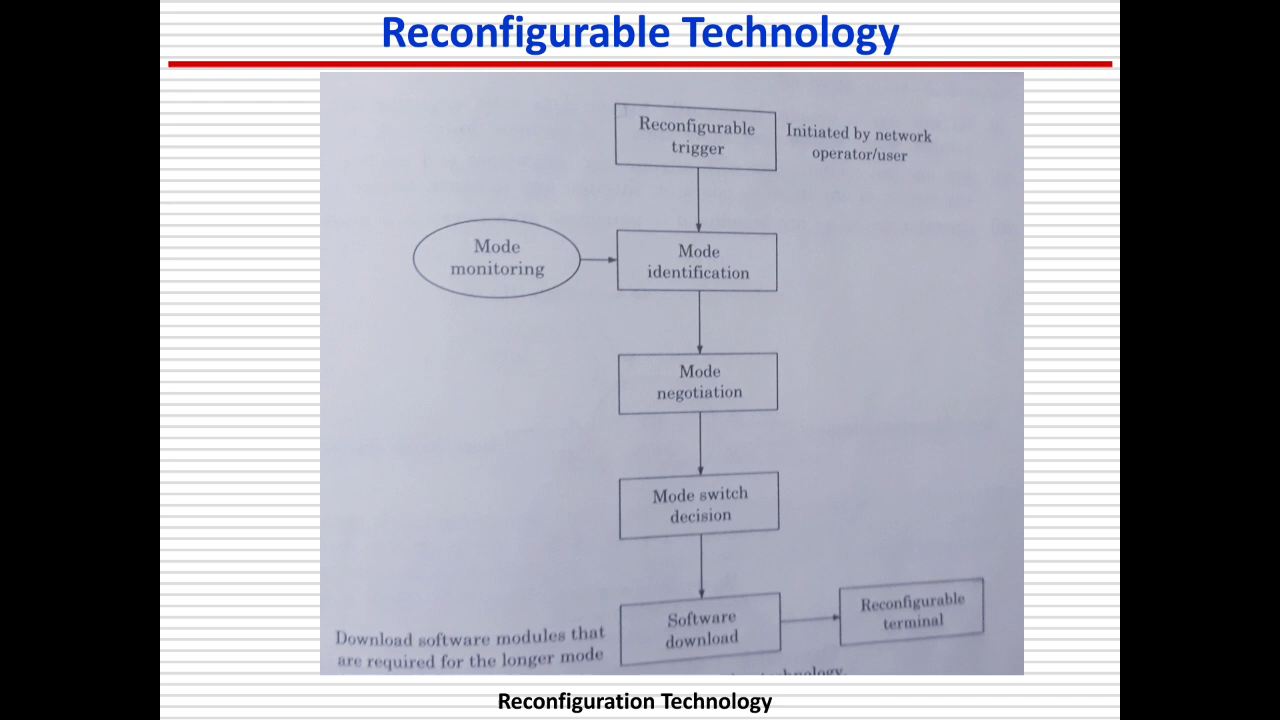 Reconfigurable Technology
Reconfigurable
trigger
Initiated by network
operator/user
Mode
monitoring
Mode
identification
Mode
negotiation
Mode switch
decision
Software
download
Reconfigurable
terminal
Download software modules that
are required for the longer mode
Reconfiguration Technology